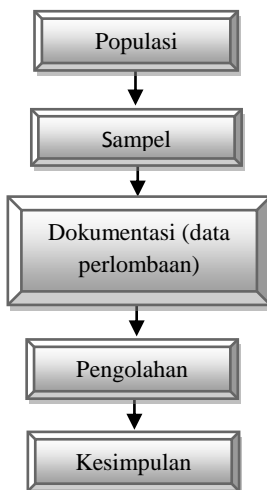 Populasi
Sampel
Dokumentasi (data
perlombaan)
Pengolahan
Kesimpulan